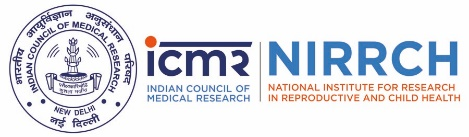 भारतीय आयुर्विज्ञान अनुसंधान परिषद
INDIAN COUNCIL OF MEDICAL RESEARCH
NEW DELHI
नई दिल्ली
icmr
INDIAN COUNCIL OF
MEDICAL RESEARCH
NIRRCH
NATIONAL INSTITUTE FOR RESEARCH
IN REPRODUCTIVE AND CHILD HEALTH